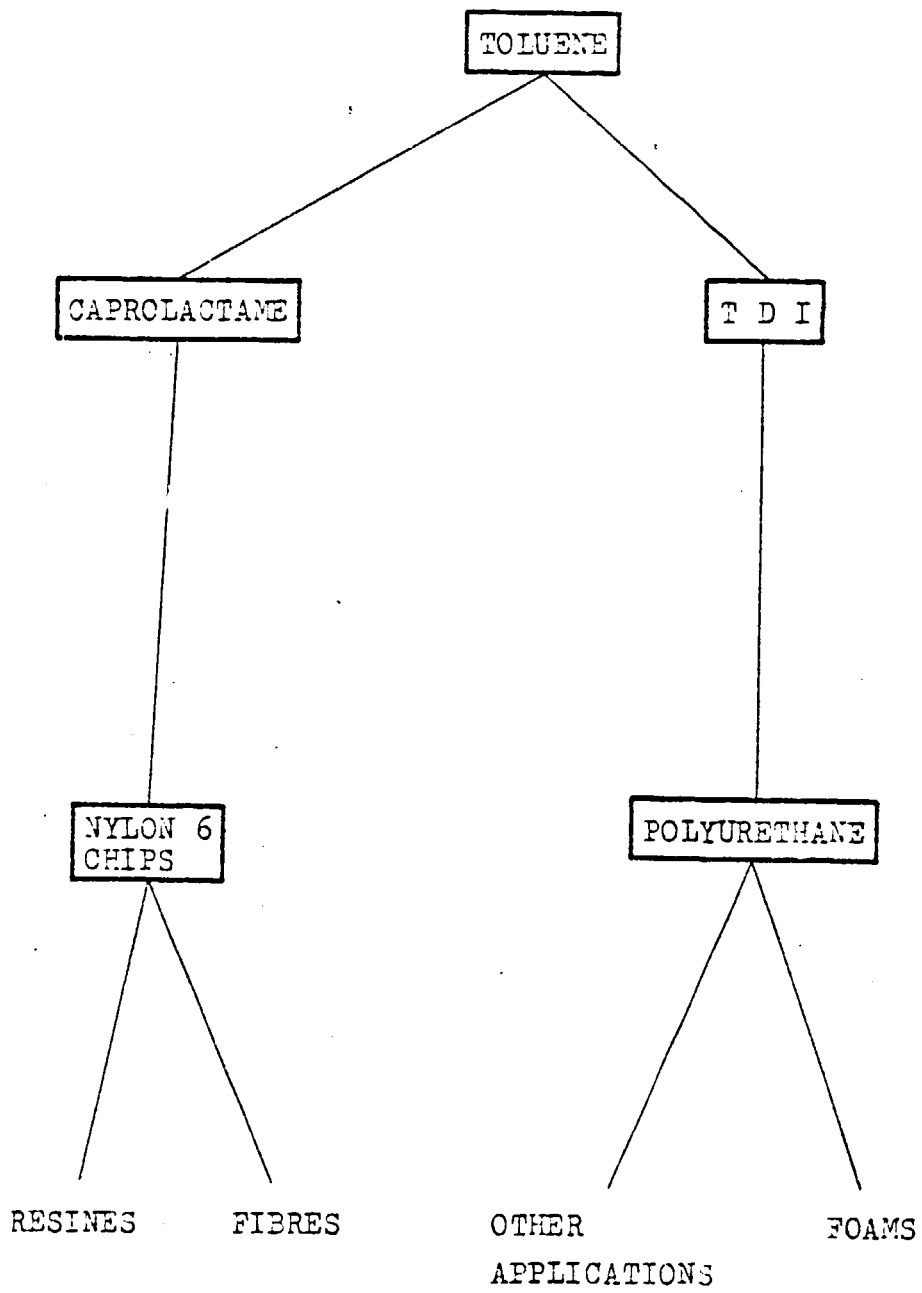 TOLUENE
CAPROLACTAME
T D I
NYLON 6
CHIPS
POLYURETHANE
RESINES
FIBRES
OTHER
APPLICATIONS
FOAMS